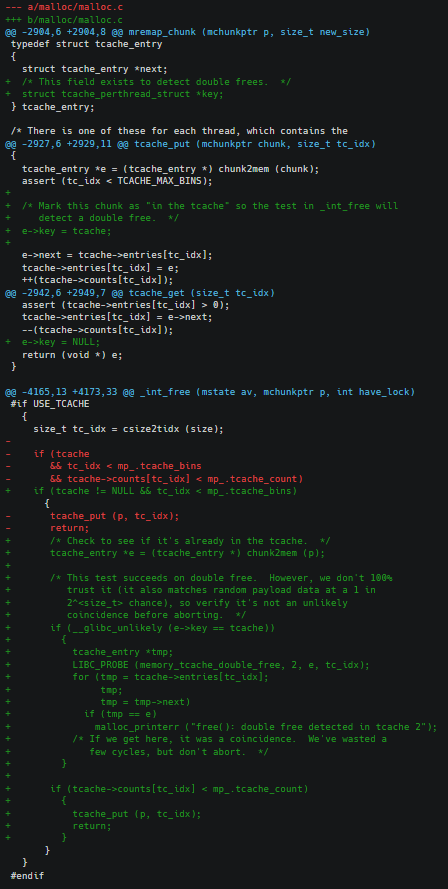 --- a/malloc/malloc.c
+++ b/malloc/malloc.c
@@ -2904,6 +2904,8 @@ mremap_chunk (mchunkptr p, size_t new_size)
 typedef struct tcache_entry
 {
   struct tcache_entry *next;
+  /* This field exists to detect double frees.  */
+  struct tcache_perthread_struct *key;
 } tcache_entry;

 /* There is one of these for each thread, which contains the
@@ -2927,6 +2929,11 @@ tcache_put (mchunkptr chunk, size_t tc_idx)
 {
   tcache_entry *e = (tcache_entry *) chunk2mem (chunk);
   assert (tc_idx < TCACHE_MAX_BINS);
+
+  /* Mark this chunk as "in the tcache" so the test in _int_free will
+     detect a double free.  */
+  e->key = tcache;
+
   e->next = tcache->entries[tc_idx];
   tcache->entries[tc_idx] = e;
   ++(tcache->counts[tc_idx]);
@@ -2942,6 +2949,7 @@ tcache_get (size_t tc_idx)
   assert (tcache->entries[tc_idx] > 0);
   tcache->entries[tc_idx] = e->next;
   --(tcache->counts[tc_idx]);
+  e->key = NULL;
   return (void *) e;
 }

@@ -4165,13 +4173,33 @@ _int_free (mstate av, mchunkptr p, int have_lock)
 #if USE_TCACHE
   {
     size_t tc_idx = csize2tidx (size);
-
-    if (tcache
-       && tc_idx < mp_.tcache_bins
-       && tcache->counts[tc_idx] < mp_.tcache_count)
+    if (tcache != NULL && tc_idx < mp_.tcache_bins)
       {
-       tcache_put (p, tc_idx);
-       return;
+       /* Check to see if it's already in the tcache.  */
+       tcache_entry *e = (tcache_entry *) chunk2mem (p);
+
+       /* This test succeeds on double free.  However, we don't 100%
+          trust it (it also matches random payload data at a 1 in
+          2^<size_t> chance), so verify it's not an unlikely
+          coincidence before aborting.  */
+       if (__glibc_unlikely (e->key == tcache))
+         {
+           tcache_entry *tmp;
+           LIBC_PROBE (memory_tcache_double_free, 2, e, tc_idx);
+           for (tmp = tcache->entries[tc_idx];
+                tmp;
+                tmp = tmp->next)
+             if (tmp == e)
+               malloc_printerr ("free(): double free detected in tcache 2");
+           /* If we get here, it was a coincidence.  We've wasted a
+              few cycles, but don't abort.  */
+         }
+
+       if (tcache->counts[tc_idx] < mp_.tcache_count)
+         {
+           tcache_put (p, tc_idx);
+           return;
+         }
       }
   }
 #endif